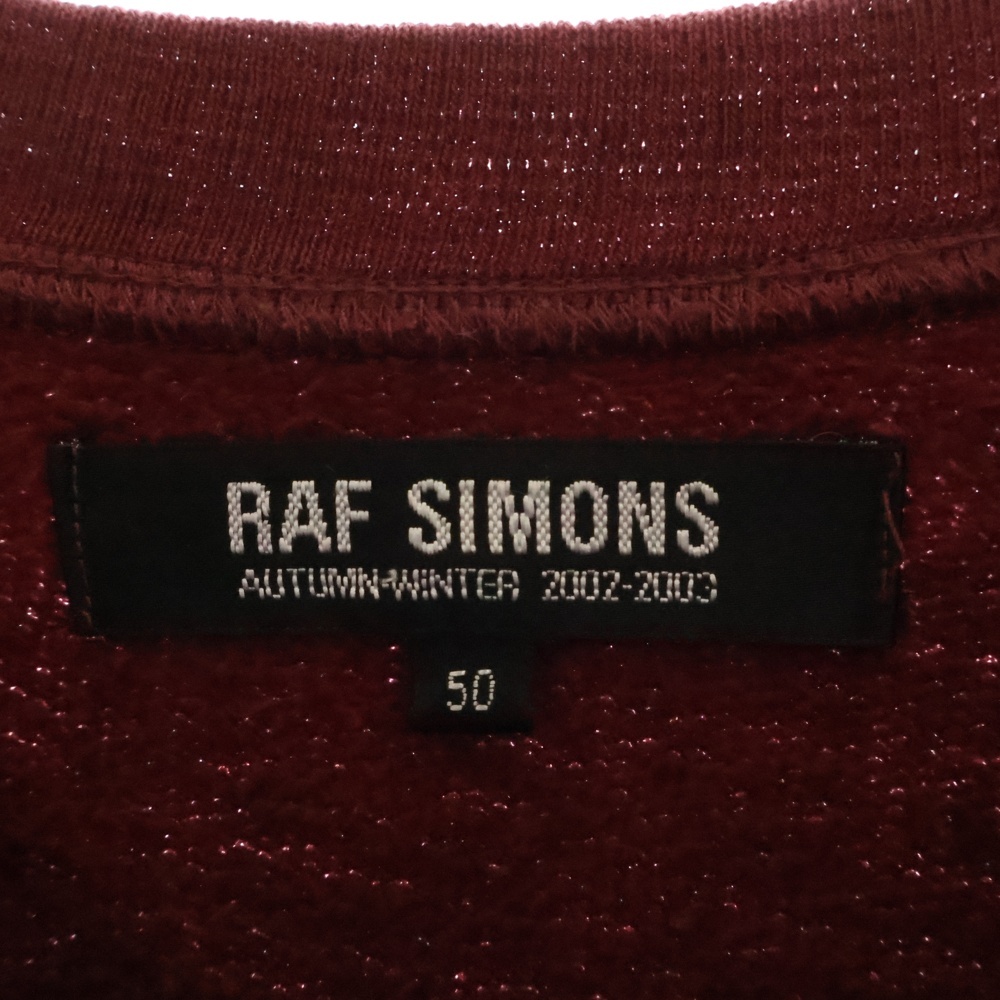 RAF SIMONS
AUTUMN-WINTER 2002-2003
50